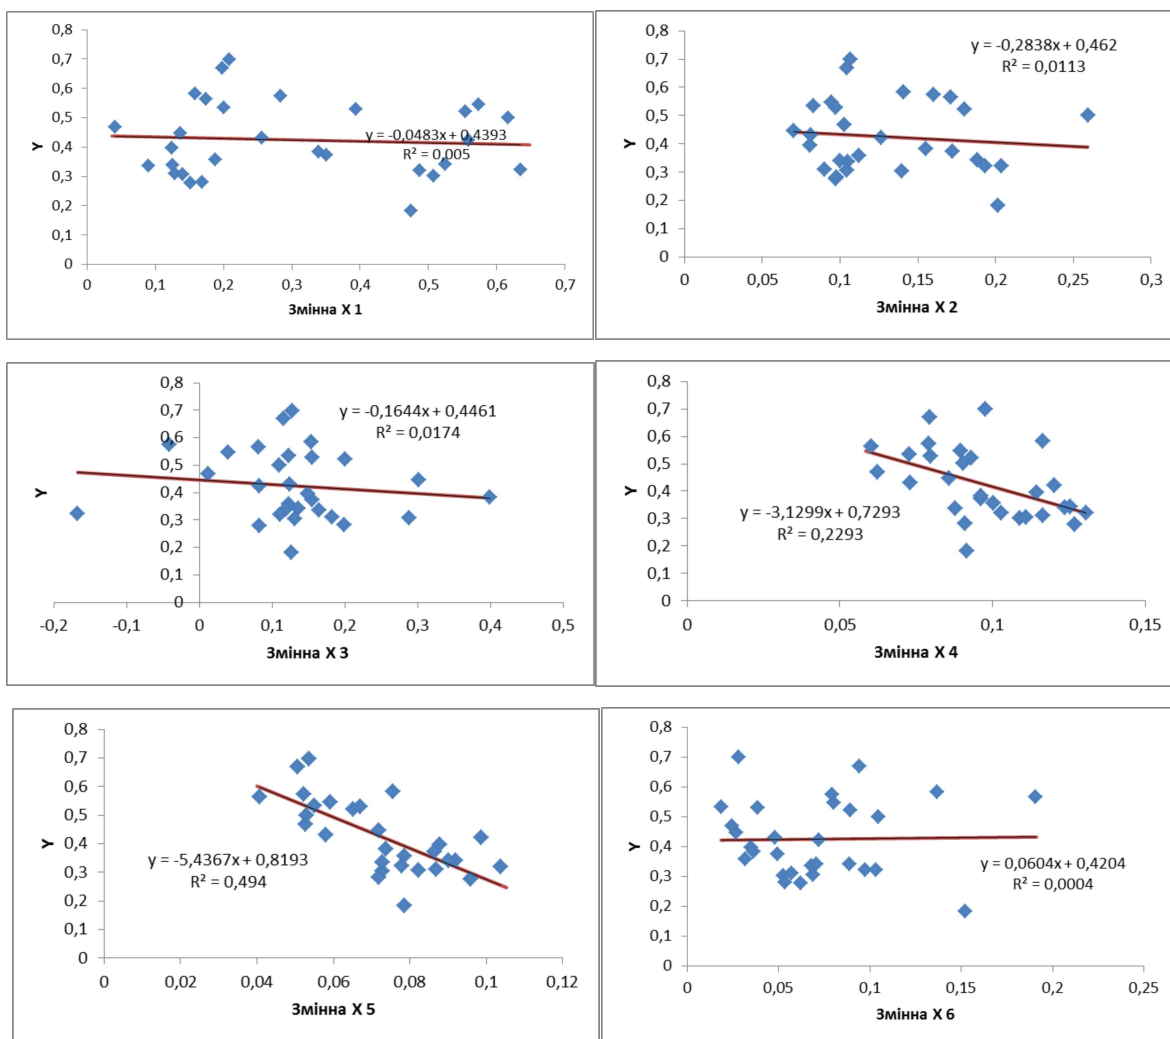 0,8
0,7
0,6
0,5
0,4
0,3
0,2
0,1
0
Y
y = -0,0483x + 0,4393
R² = 0,005
0 0,1 0,2 0,3 0,4 0,5 0,6 0,7
Змінна X 1
0,8
0,7
0,6
0,5
0,4
0,3
0,2
0,1
0
Y
y = -0,2838x + 0,462
R² = 0,0113
0 0,05 0,1 0,15 0,2 0,25 0,3
Змінна X 2
0,8
0,7
0,6
0,5
0,4
0,3
0,2
0,1
0
Y
y = -0,1644x + 0,4461
R² = 0,0174
-0,2 -0,1 0 0,1 0,2 0,3 0,4 0,5
Змінна X 3
0,8
0,7
0,6
0,5
0,4
0,3
0,2
0,1
0
Y
y = -3,1299x + 0,7293
R² = 0,2293
0 0,05 0,1 0,15
Змінна X 4
0,8
0,7
0,6
0,5
0,4
0,3
0,2
0,1
0
Y
y = -5,4367x + 0,8193
R² = 0,494
0 0,02 0,04 0,06 0,08 0,1 0,12
Змінна X 5
0,8
0,7
0,6
0,5
0,4
0,3
0,2
0,1
0
Y
y = 0,0604x + 0,4204
R² = 0,0004
0 0,05 0,1 0,15 0,2 0,25
Змінна X 6